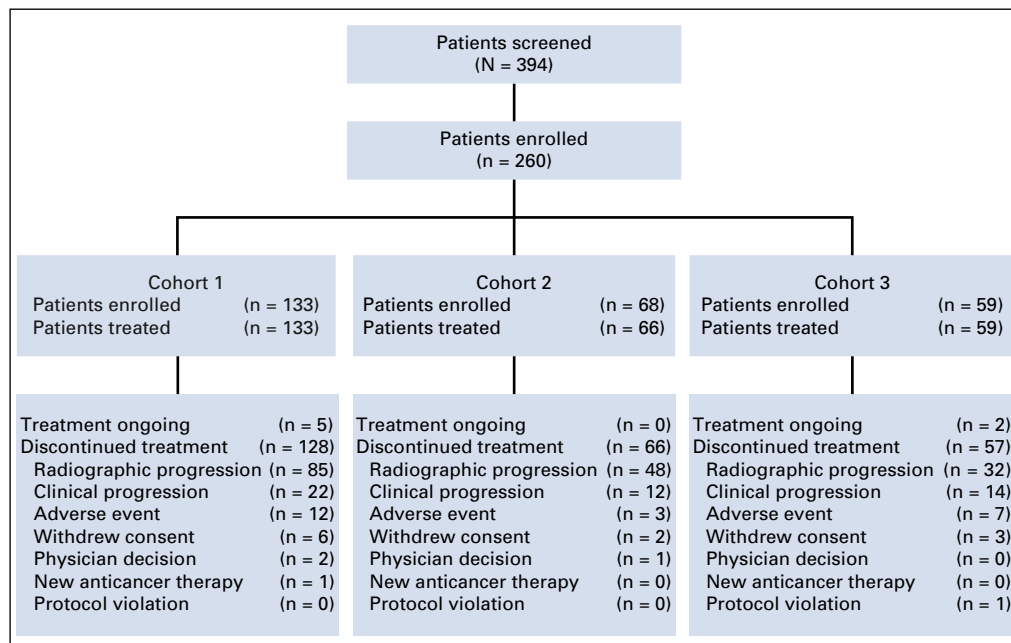 Patients screened
(N = 394)
Patients enrolled
(n = 260)
Cohort 1
Patients enrolled (n = 133)
Patients treated (n = 133)
Cohort 2
Patients enrolled (n = 68)
Patients treated (n = 66)
Cohort 3
Patients enrolled (n = 59)
Patients treated (n = 59)
Treatment ongoing (n = 5)
Discontinued treatment (n = 128)
Radiographic progression (n = 85)
Clinical progression (n = 22)
Adverse event (n = 12)
Withdrew consent (n = 6)
Physician decision (n = 2)
New anticancer therapy (n = 1)
Protocol violation (n = 0)
Treatment ongoing (n = 0)
Discontinued treatment (n = 66)
Radiographic progression (n = 48)
Clinical progression (n = 12)
Adverse event (n = 3)
Withdrew consent (n = 2)
Physician decision (n = 1)
New anticancer therapy (n = 0)
Protocol violation (n = 0)
Treatment ongoing (n = 2)
Discontinued treatment (n = 57)
Radiographic progression (n = 32)
Clinical progression (n = 14)
Adverse event (n = 7)
Withdrew consent (n = 3)
Physician decision (n = 0)
New anticancer therapy (n = 0)
Protocol violation (n = 1)